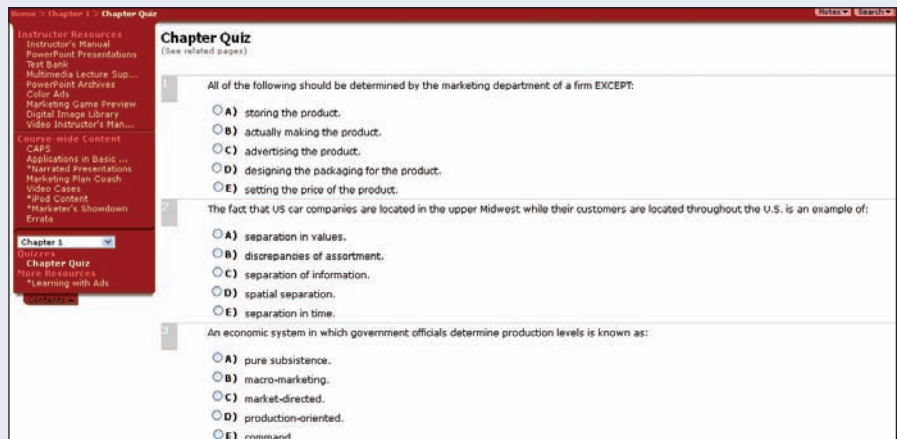 Home > Chapter 1 > Chapter Quiz
Notes Search
Instructor Resources
Instructor's Manual
PowerPoint Presentations
Test Bank
Multimedia Lecture Sup...
PowerPoint Archives
Color Ads
Marketing Game Preview
Digital Image Library
Video Instructor's Man...
Course-wide Content
CAPS
Applications in Basic ...
*Narrated Presentations
Marketing Plan Coach
Video Cases
*iPod Content
*Marketer's Showdown
Errata
Chapter 1
Quizzes
Chapter Quiz
More Resources
*Learning with Ads
Contents
Chapter Quiz
(See related pages)
1 All of the following should be determined by the marketing department of a firm EXCEPT:
A) storing the product.
B) actually making the product.
C) advertising the product.
D) designing the packaging for the product.
E) setting the price of the product.
2 The fact that US car companies are located in the upper Midwest while their customers are located throughout the U.S. is an example of:
A) separation in values.
B) discrepancies of assortment.
C) separation of information.
D) spatial separation.
E) separation in time.
3 An economic system in which government officials determine production levels is known as:
A) pure subsistence.
B) macro-marketing.
C) market-directed.
D) production-oriented.
E) command.